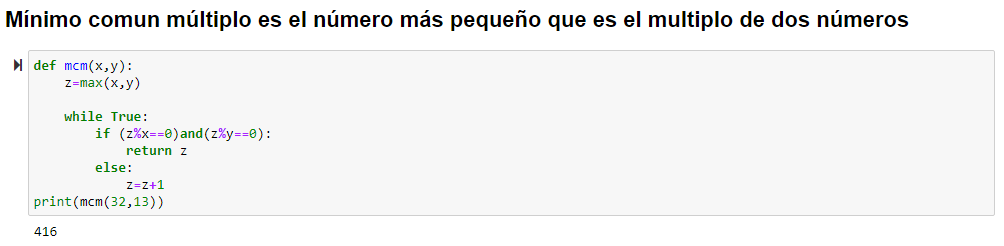 Mínimo comun múltiplo es el número más pequeño que es el multiplo de dos números
def mcm(x,y):
    z=max(x,y)

    while True:
        if (z%x==0)and(z%y==0):
            return z
        else:
            z=z+1
print(mcm(32,13))
416